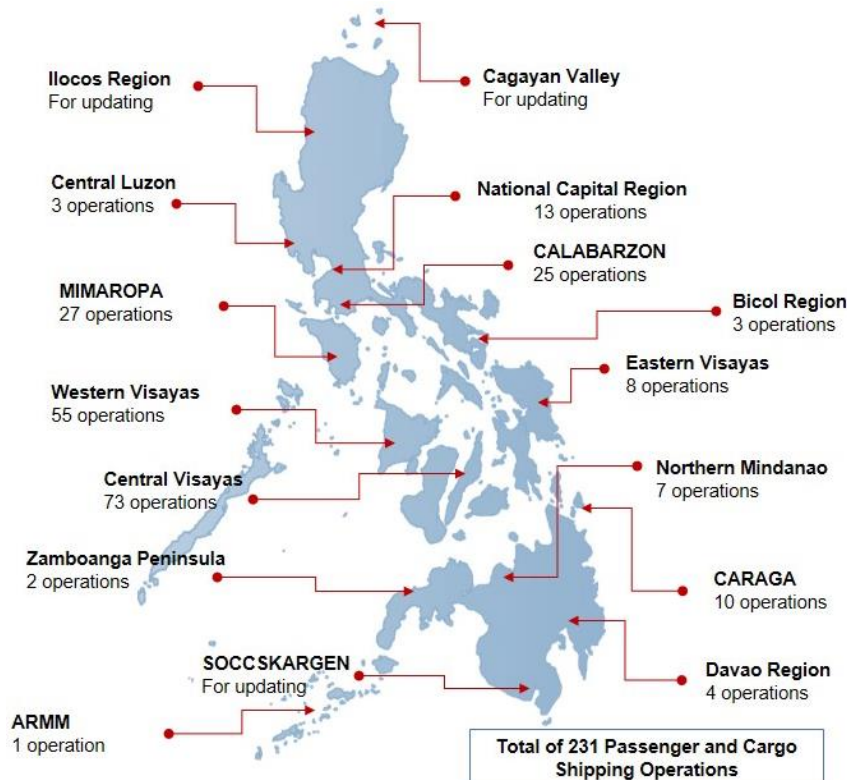 Ilocos Region
For updating
Cagayan Valley
For updating
Central Luzon
3 operations
National Capital Region
13 operations
CALABARZON
25 operations
MIMAROPA
27 operations
Bicol Region
3 operations
Eastern Visayas
8 operations
Western Visayas
55 operations
Central Visayas
73 operations
Northern Mindanao
7 operations
Zamboanga Peninsula
2 operations
CARAGA
10 operations
SOCCSKARGEN
For updating
Davao Region
4 operations
ARMM
1 operation
Total of 231 Passenger and Cargo
Shipping Operations